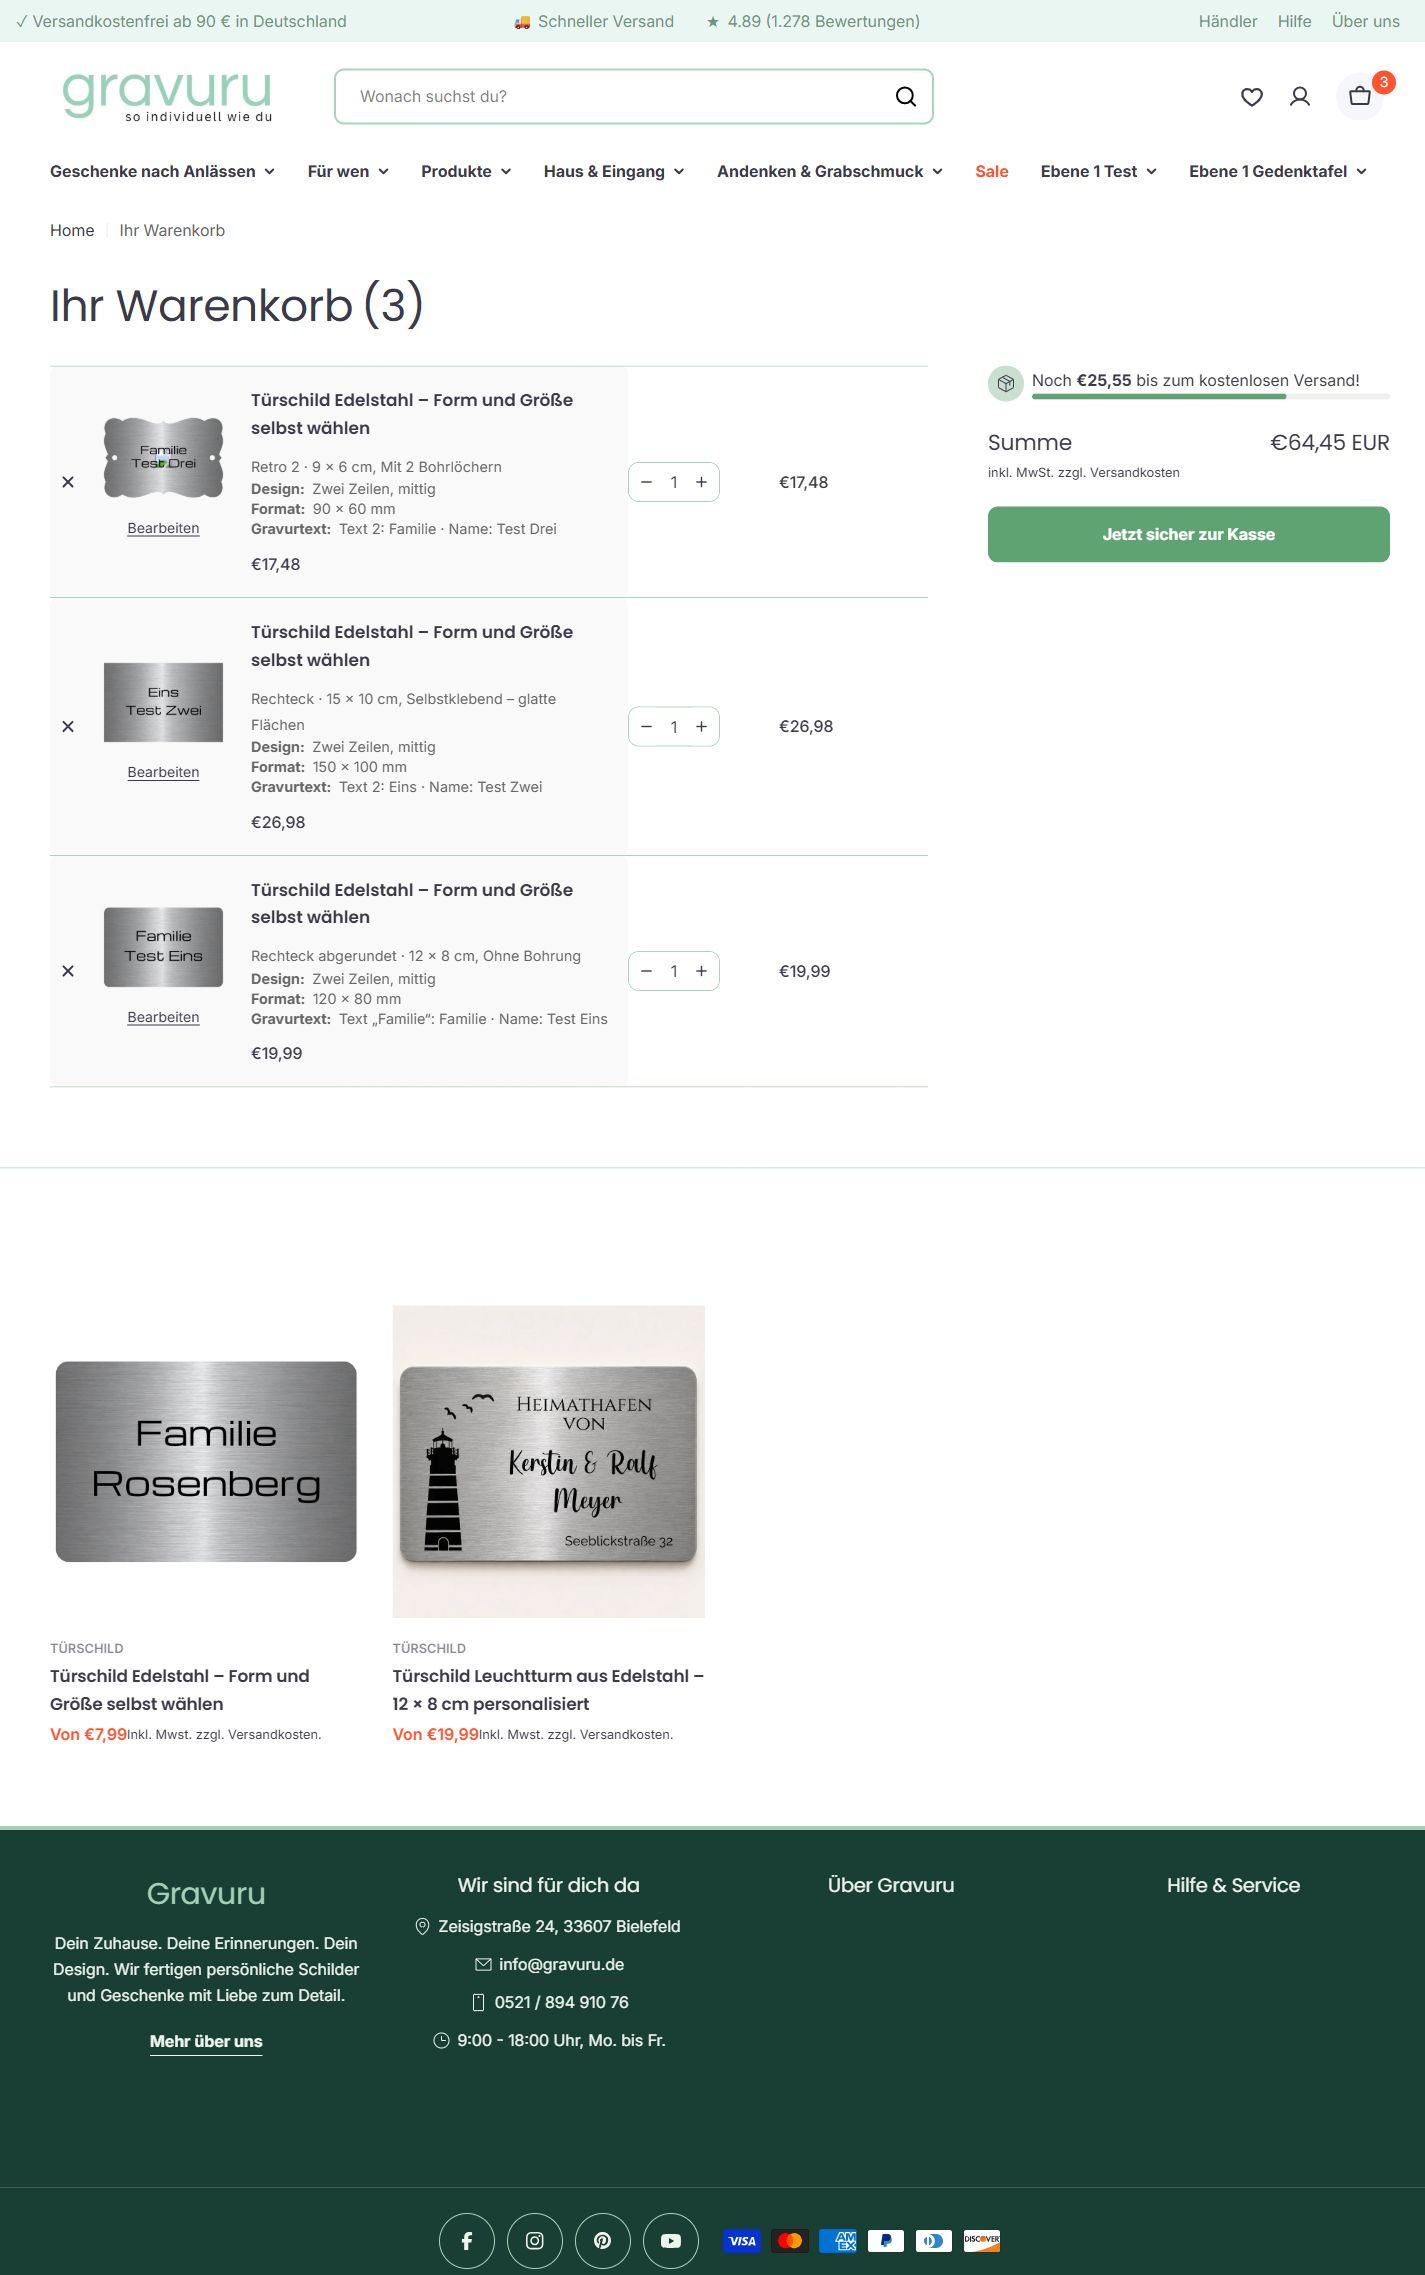 ✓ Versandkostenfrei ab 90 € in Deutschland
🚚 Schneller Versand
★ 4.89 (1.278 Bewertungen)
Händler
Hilfe
Über uns
gravuru
so individuell wie du
Wonach suchst du?
3
Geschenke nach Anlässen
Für wen
Produkte
Haus & Eingang
Andenken & Grabschmuck
Sale
Ebene 1 Test
Ebene 1 Gedenktafel
Home
Ihr Warenkorb
Ihr Warenkorb (3)
Familie
Test Drei
Bearbeiten
Türschild Edelstahl – Form und Größe
selbst wählen
Retro 2 · 9 × 6 cm, Mit 2 Bohrlöchern
Design: Zwei Zeilen, mittig
Format: 90 × 60 mm
Gravurtext: Text 2: Familie · Name: Test Drei
€17,48
− 1 +
€17,48
Noch €25,55 bis zum kostenlosen Versand!
Summe
€64,45 EUR
inkl. MwSt. zzgl. Versandkosten
Jetzt sicher zur Kasse
Eins
Test Zwei
Bearbeiten
Türschild Edelstahl – Form und Größe
selbst wählen
Rechteck · 15 × 10 cm, Selbstklebend – glatte
Flächen
Design: Zwei Zeilen, mittig
Format: 150 × 100 mm
Gravurtext: Text 2: Eins · Name: Test Zwei
€26,98
− 1 +
€26,98
Familie
Test Eins
Bearbeiten
Türschild Edelstahl – Form und Größe
selbst wählen
Rechteck abgerundet · 12 × 8 cm, Ohne Bohrung
Design: Zwei Zeilen, mittig
Format: 120 × 80 mm
Gravurtext: Text „Familie“: Familie · Name: Test Eins
€19,99
− 1 +
€19,99
Familie
Rosenberg
TÜRSCHILD
Türschild Edelstahl – Form und
Größe selbst wählen
Von €7,99Inkl. Mwst. zzgl. Versandkosten.
Heimathafen
von
Kerstin & Ralf
Meyer
Seeblickstraße 32
TÜRSCHILD
Türschild Leuchtturm aus Edelstahl –
12 × 8 cm personalisiert
Von €19,99Inkl. Mwst. zzgl. Versandkosten.
Gravuru
Dein Zuhause. Deine Erinnerungen. Dein
Design. Wir fertigen persönliche Schilder
und Geschenke mit Liebe zum Detail.
Mehr über uns
Wir sind für dich da
Zeisigstraße 24, 33607 Bielefeld
info@gravuru.de
0521 / 894 910 76
9:00 - 18:00 Uhr, Mo. bis Fr.
Über Gravuru
Hilfe & Service
VISA
AMEX
DISCOVER